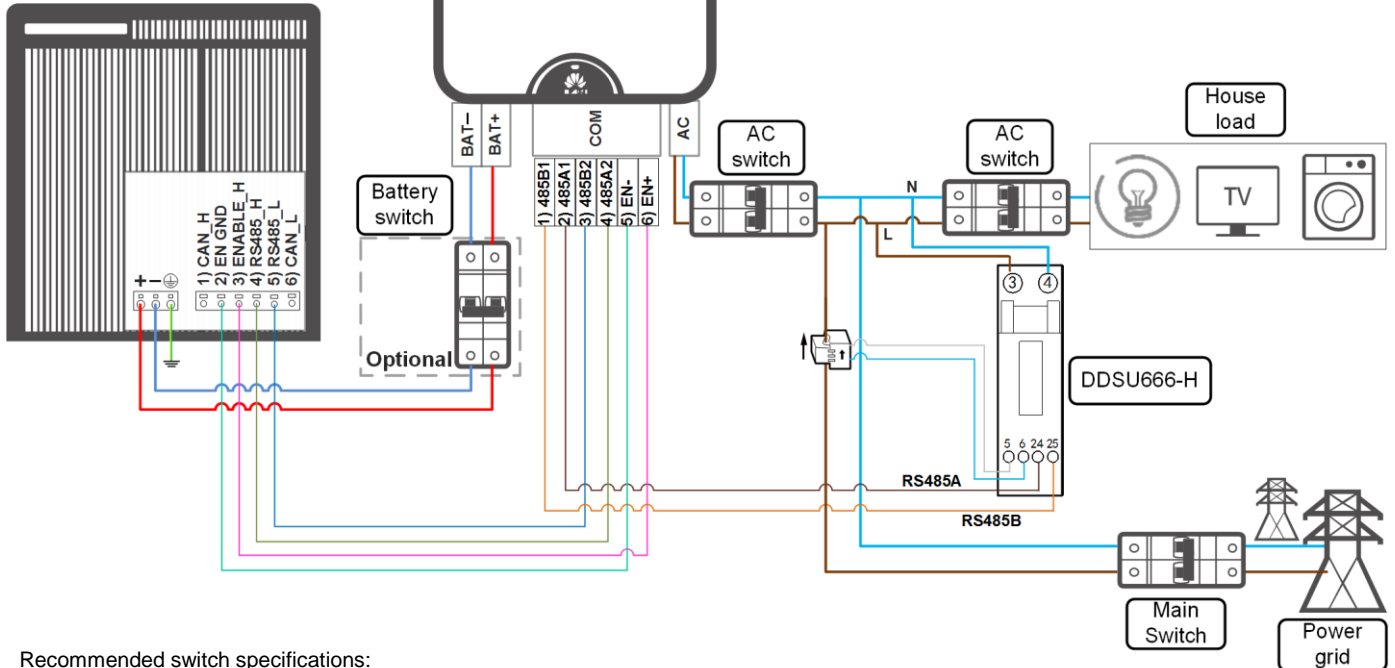 BAT−
BAT+
COM
AC
1) 485B1
2) 485A1
3) 485B2
4) 485A2
5) EN-
6) EN+
AC
switch
AC
switch
House
load
TV
N
L
Battery
switch
Optional
1) CAN_H
2) EN GND
3) ENABLE_H
4) RS485_H
5) RS485_L
6) CAN_L
+
−
3
4
DDSU666-H
5 6 24 25
RS485A
RS485B
Main
Switch
Power
grid
Recommended switch specifications: